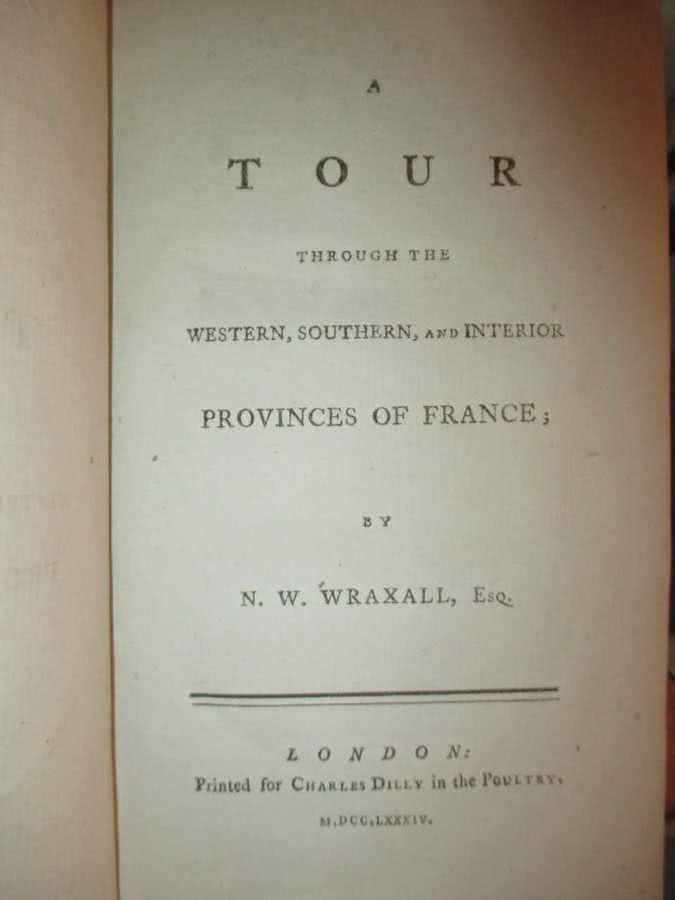 A
TOUR
THROUGH THE
WESTERN, SOUTHERN, AND INTERIOR
PROVINCES OF FRANCE;
BY
N. W. WRAXALL, Esq.
LONDON:
Printed for CHARLES DILLY in the POULTRY.
M.DCC.LXXXIV.